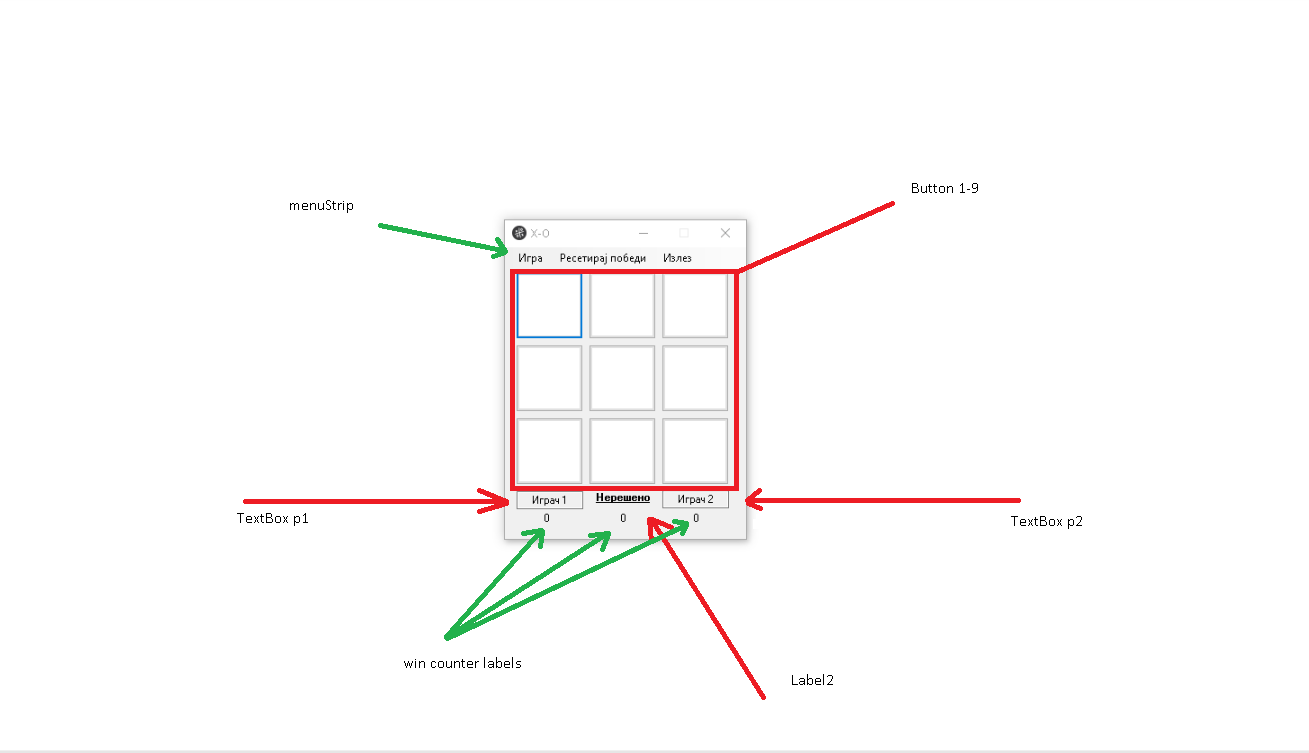 Button 1-9
menuStrip
X-O
Игра Ресетирај победи Излез
Играч 1 Нерешено Играч 2
0 0 0
TextBox p1
TextBox p2
win counter labels
Label2